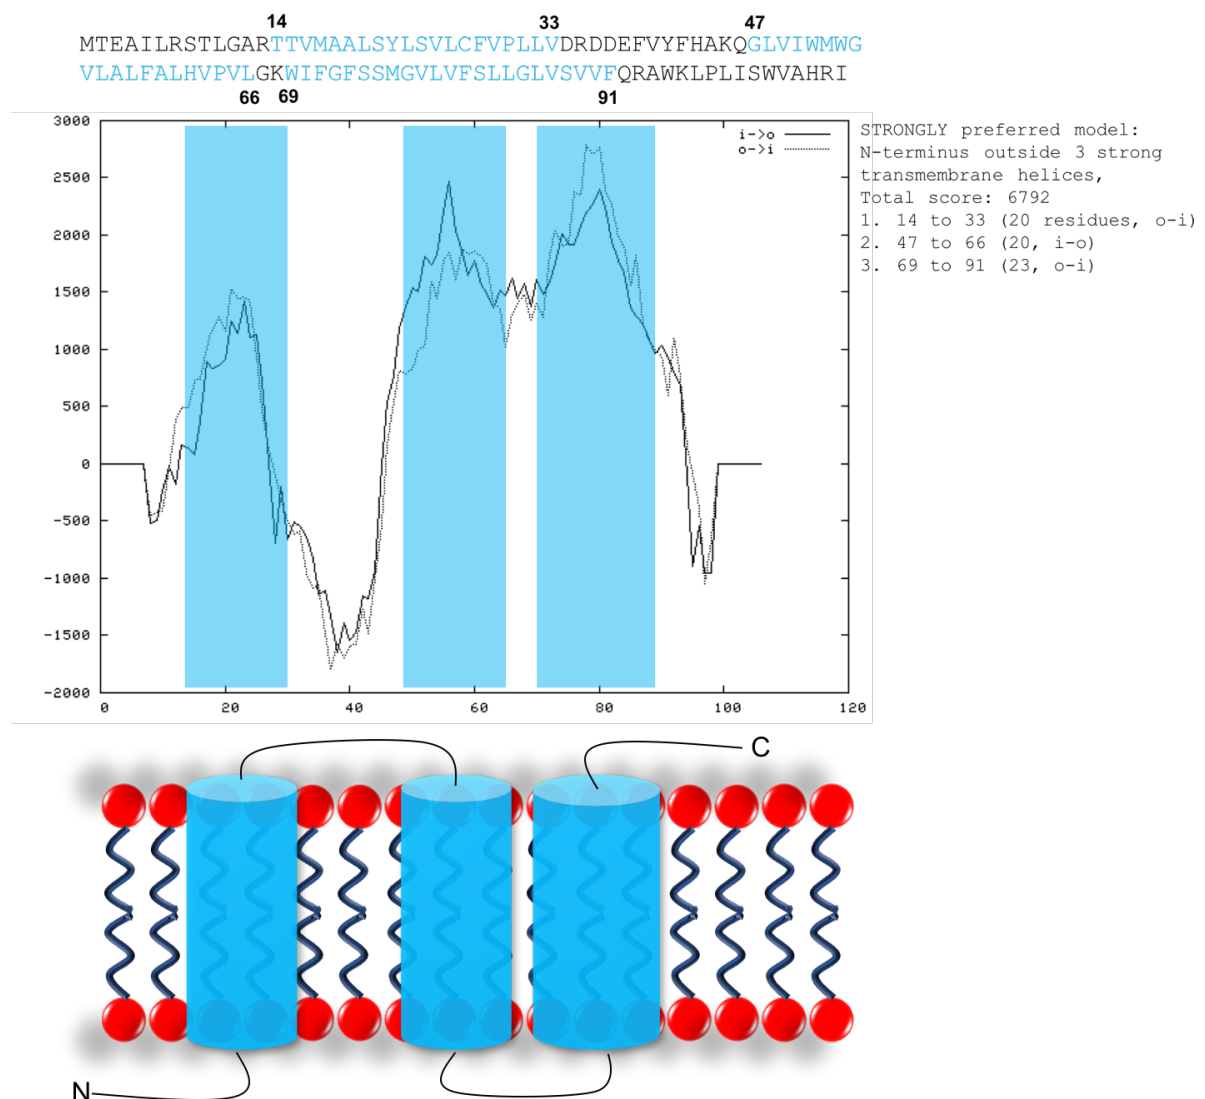 14 33 47
MTEAILRSTLGARTTVMAALSYLSVLCFVPLLVDRDDEFVYFHAKQGLVIWMWG
VLALFALHVPVLGKWIFGFSSMGVLVFSLLGLVSVVFQRAWKLPLISWVAHRI
66 69 91
3000
2500
2000
1500
1000
500
0
-500
-1000
-1500
-2000
0 20 40 60 80 100 120
i->o
o->i
STRONGLY preferred model:
N-terminus outside 3 strong
transmembrane helices,
Total score: 6792
1. 14 to 33 (20 residues, o-i)
2. 47 to 66 (20, i-o)
3. 69 to 91 (23, o-i)
C
N